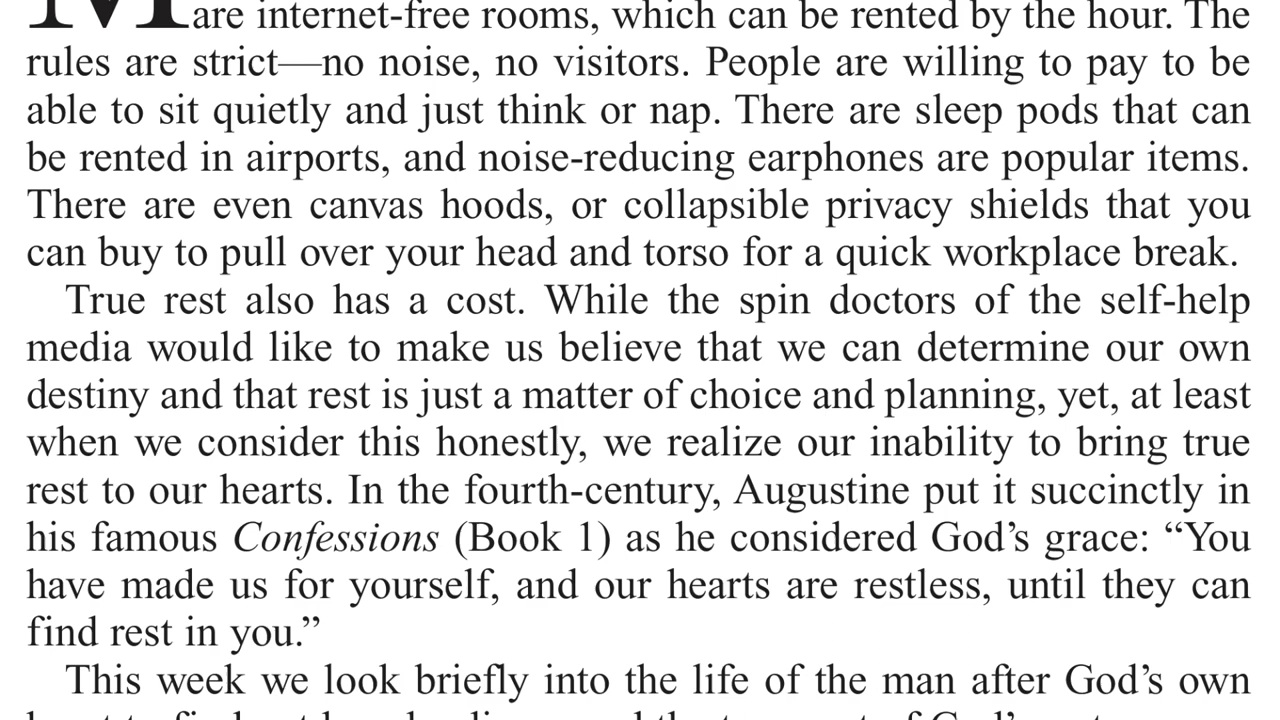 are internet-free rooms, which can be rented by the hour. The
rules are strict—no noise, no visitors. People are willing to pay to be
able to sit quietly and just think or nap. There are sleep pods that can
be rented in airports, and noise-reducing earphones are popular items.
There are even canvas hoods, or collapsible privacy shields that you
can buy to pull over your head and torso for a quick workplace break.
True rest also has a cost. While the spin doctors of the self-help
media would like to make us believe that we can determine our own
destiny and that rest is just a matter of choice and planning, yet, at least
when we consider this honestly, we realize our inability to bring true
rest to our hearts. In the fourth-century, Augustine put it succinctly in
his famous Confessions (Book 1) as he considered God’s grace: “You
have made us for yourself, and our hearts are restless, until they can
find rest in you.”
This week we look briefly into the life of the man after God’s own